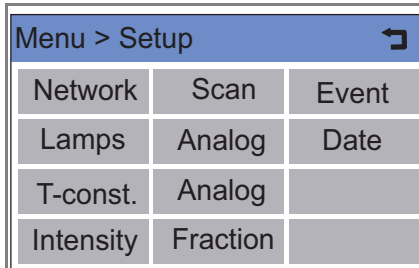 Menu > Setup
Network Scan Event
Lamps Analog Date
T-const. Analog
Intensity Fraction